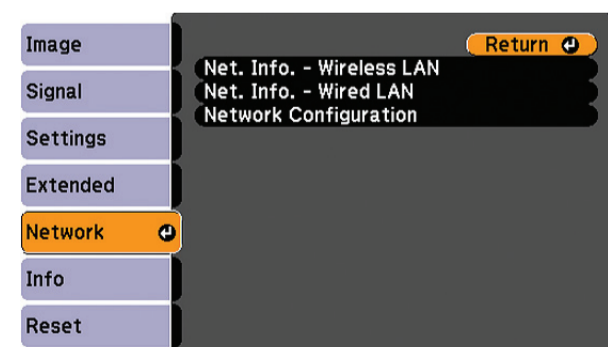 Image
Signal
Settings
Extended
Network
Info
Reset
Return
Net. Info. - Wireless LAN
Net. Info. - Wired LAN
Network Configuration